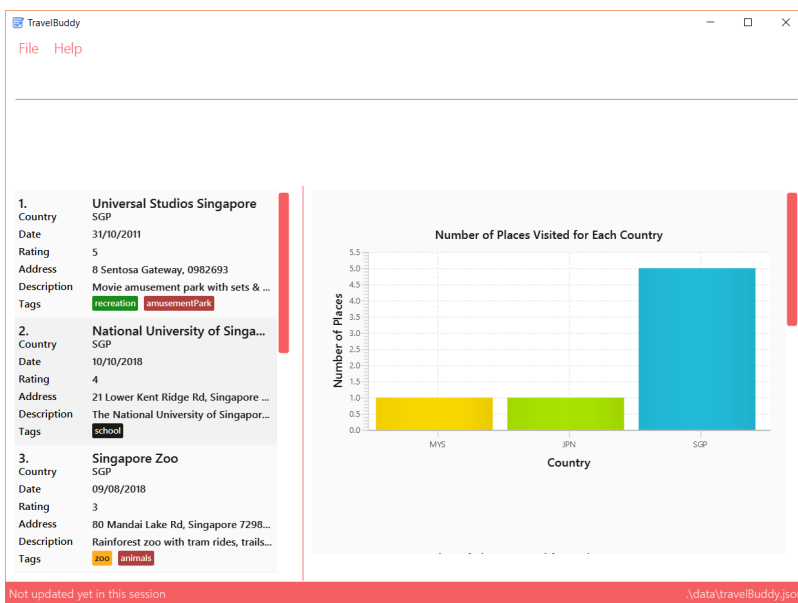 TravelBuddy
File Help
1. Universal Studios Singapore
Country SGP
Date 31/10/2011
Rating 5
Address 8 Sentosa Gateway, 0982693
Description Movie amusement park with sets & ...
Tags recreation amusementPark
2. National University of Singa...
Country SGP
Date 10/10/2018
Rating 4
Address 21 Lower Kent Ridge Rd, Singapore ...
Description The National University of Singapor...
Tags school
3. Singapore Zoo
Country SGP
Date 09/08/2018
Rating 3
Address 80 Mandai Lake Rd, Singapore 7298...
Description Rainforest zoo with tram rides, trails...
Tags zoo animals
Number of Places Visited for Each Country
Number of Places
5.5
5.0
4.5
4.0
3.5
3.0
2.5
2.0
1.5
1.0
0.5
0.0
MYS JPN SGP
Country
Not updated yet in this session .\data\travelBuddy.json